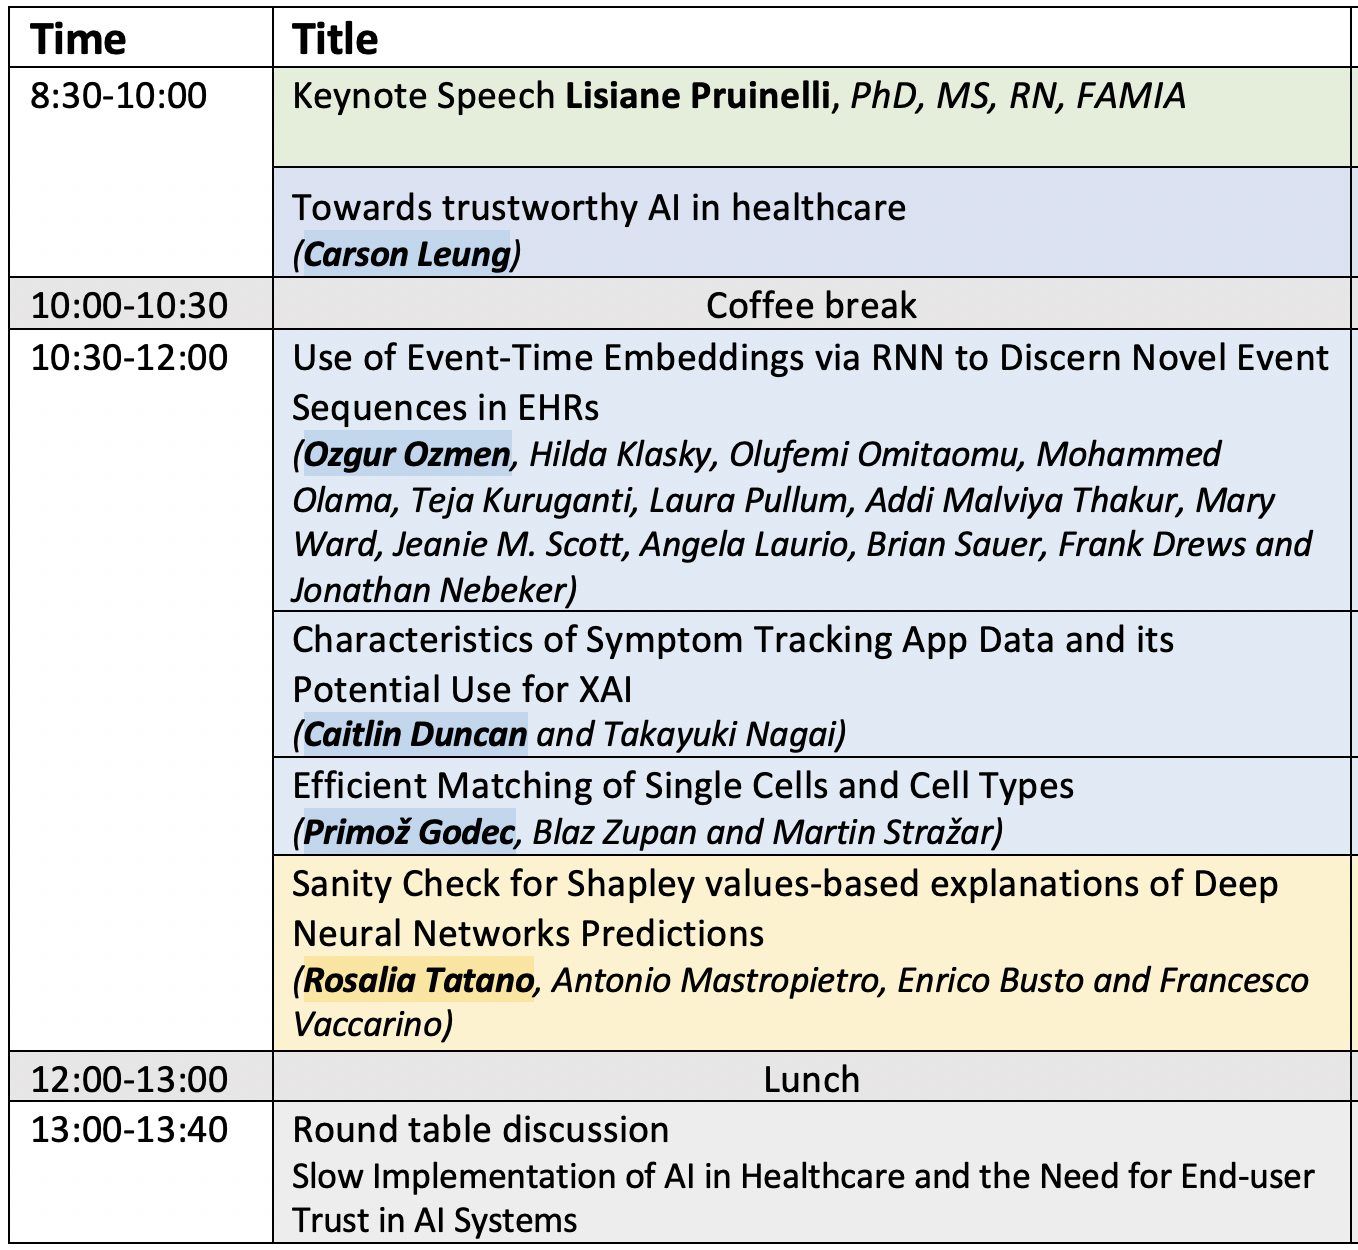 Time Title
8:30-10:00 Keynote Speech Lisiane Pruinelli, PhD, MS, RN, FAMIA
Towards trustworthy AI in healthcare
(Carson Leung)
10:00-10:30 Coffee break
10:30-12:00 Use of Event-Time Embeddings via RNN to Discern Novel Event
Sequences in EHRs
(Ozgur Ozmen, Hilda Klasky, Olufemi Omitaomu, Mohammed
Olama, Teja Kuruganti, Laura Pullum, Addi Malviya Thakur, Mary
Ward, Jeanie M. Scott, Angela Laurio, Brian Sauer, Frank Drews and
Jonathan Nebeker)
Characteristics of Symptom Tracking App Data and its
Potential Use for XAI
(Caitlin Duncan and Takayuki Nagai)
Efficient Matching of Single Cells and Cell Types
(Primož Godec, Blaz Zupan and Martin Stražar)
Sanity Check for Shapley values-based explanations of Deep
Neural Networks Predictions
(Rosalia Tatano, Antonio Mastropietro, Enrico Busto and Francesco
Vaccarino)
12:00-13:00 Lunch
13:00-13:40 Round table discussion
Slow Implementation of AI in Healthcare and the Need for End-user
Trust in AI Systems